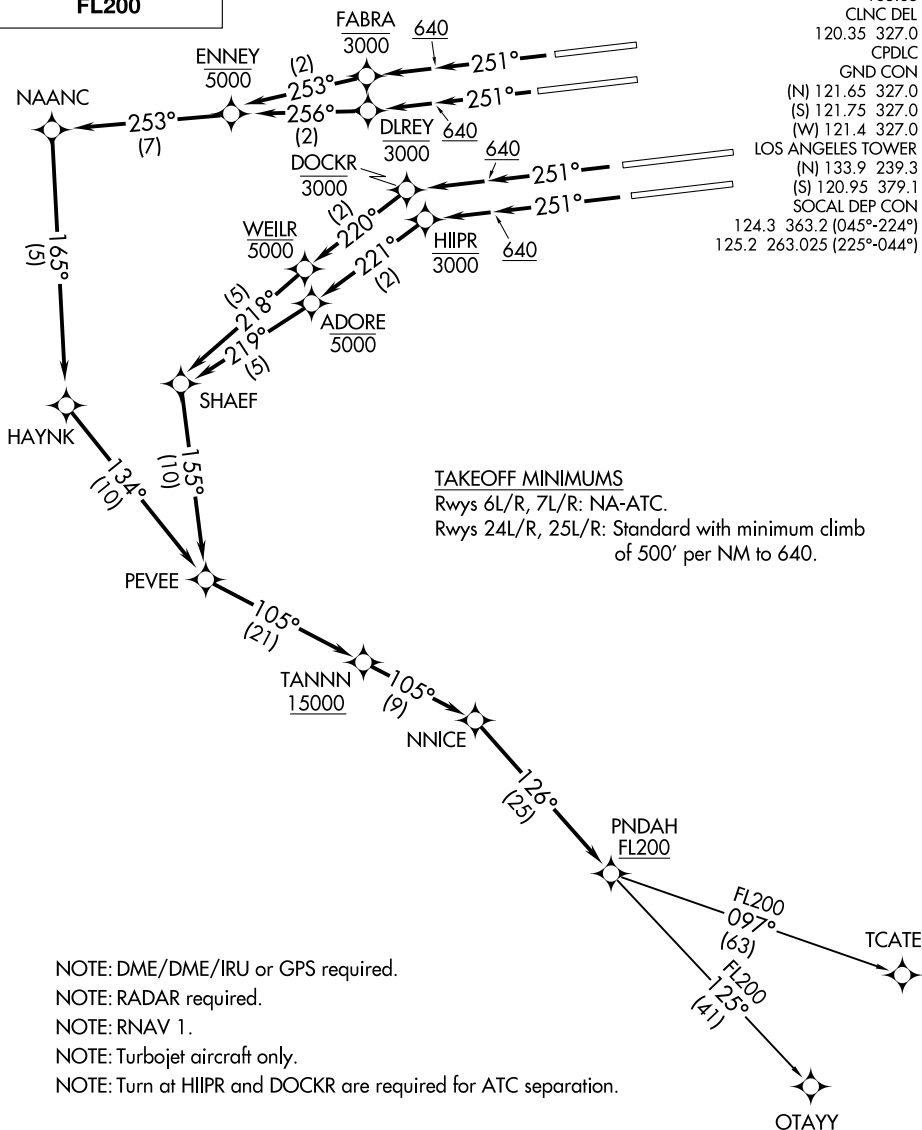 FL200
CLNC DEL
120.35 327.0
CPDLC
GND CON
(N) 121.65 327.0
(S) 121.75 327.0
(W) 121.4 327.0
LOS ANGELES TOWER
(N) 133.9 239.3
(S) 120.95 379.1
SOCAL DEP CON
124.3 363.2 (045°-224°)
125.2 263.025 (225°-044°)
FABRA
3000
640
251°
ENNEY
5000
(2)
253°
NAANC
253°
(7)
256°
(2)
251°
640
DLREY
3000
DOCKR
3000
640
251°
(2)
220°
251°
640
HIIPR
3000
WEILR
5000
221°
(2)
(5)
218°
ADORE
5000
219°
(5)
165°
(5)
SHAEF
HAYNK
134°
(10)
155°
(10)
TAKEOFF MINIMUMS
Rwys 6L/R, 7L/R: NA-ATC.
Rwys 24L/R, 25L/R: Standard with minimum climb
of 500' per NM to 640.
PEVEE
105°
(21)
TANNN
15000
105°
(9)
NNICE
126°
(25)
PNDAH
FL200
FL200
097°
(63)
TCATE
FL200
125°
(41)
OTAYY
NOTE: DME/DME/IRU or GPS required.
NOTE: RADAR required.
NOTE: RNAV 1.
NOTE: Turbojet aircraft only.
NOTE: Turn at HIIPR and DOCKR are required for ATC separation.